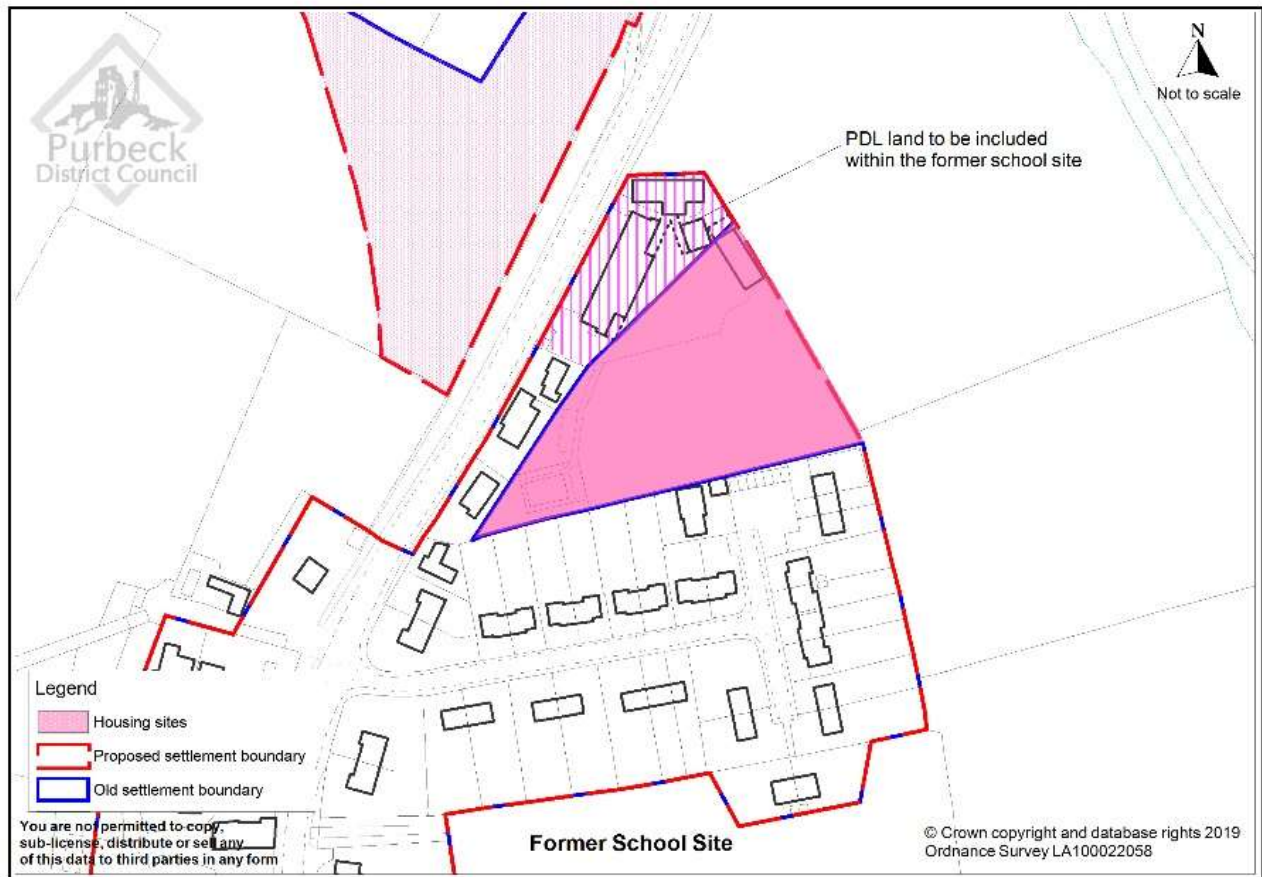 Purbeck
District Council
N
Not to scale
PDL land to be included
within the former school site
Legend
Housing sites
Proposed settlement boundary
Old settlement boundary
You are not permitted to copy,
sub-license, distribute or sell any
of this data to third parties in any form
Former School Site
© Crown copyright and database rights 2019
Ordnance Survey LA100022058